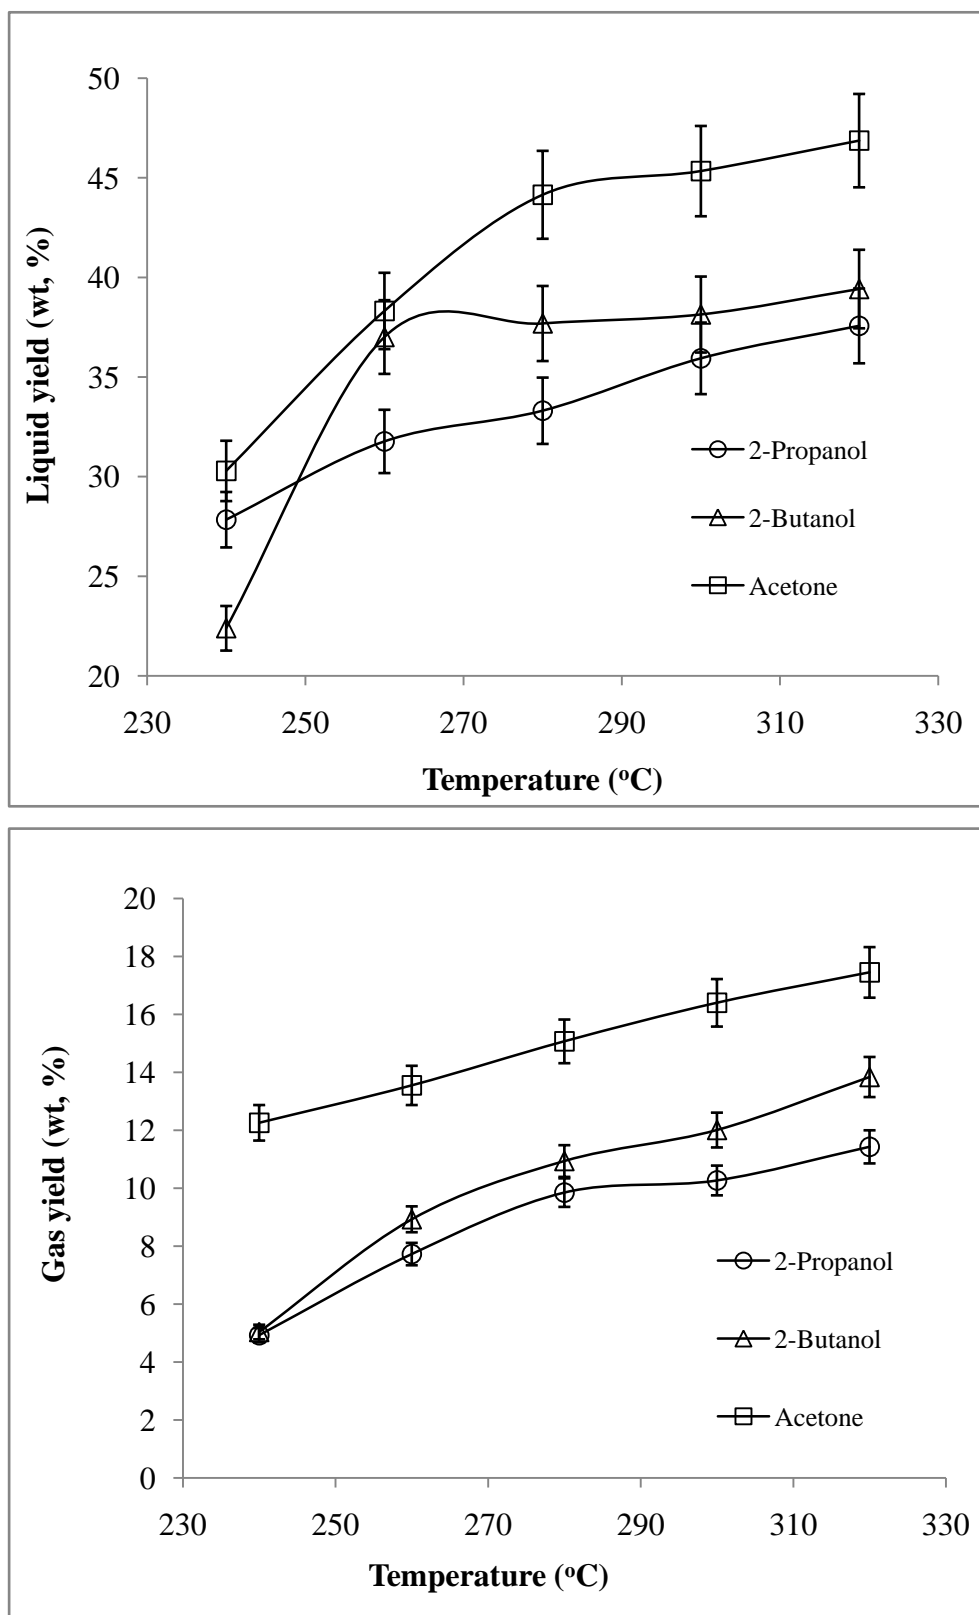 50
45
40
35
30
25
20
Liquid yield (wt, %)
2-Propanol
2-Butanol
Acetone
230 250 270 290 310 330
Temperature (oC)
20
18
16
14
12
10
8
6
4
2
0
Gas yield (wt, %)
2-Propanol
2-Butanol
Acetone
230 250 270 290 310 330
Temperature (oC)